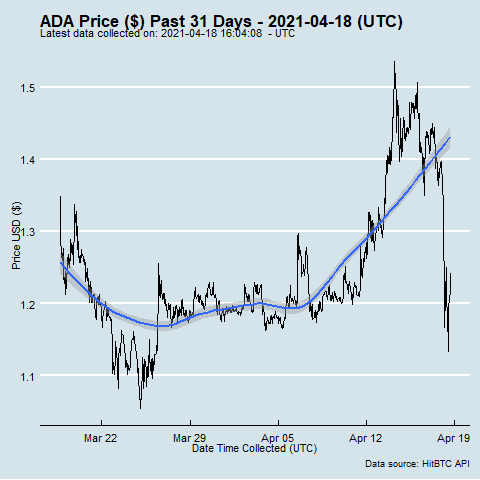 ADA Price ($) Past 31 Days - 2021-04-18 (UTC)
Latest data collected on: 2021-04-18 16:04:08 - UTC
1.5
1.4
1.3
1.2
1.1
Price USD ($)
Mar 22
Mar 29
Apr 05
Apr 12
Apr 19
Date Time Collected (UTC)
Data source: HitBTC API